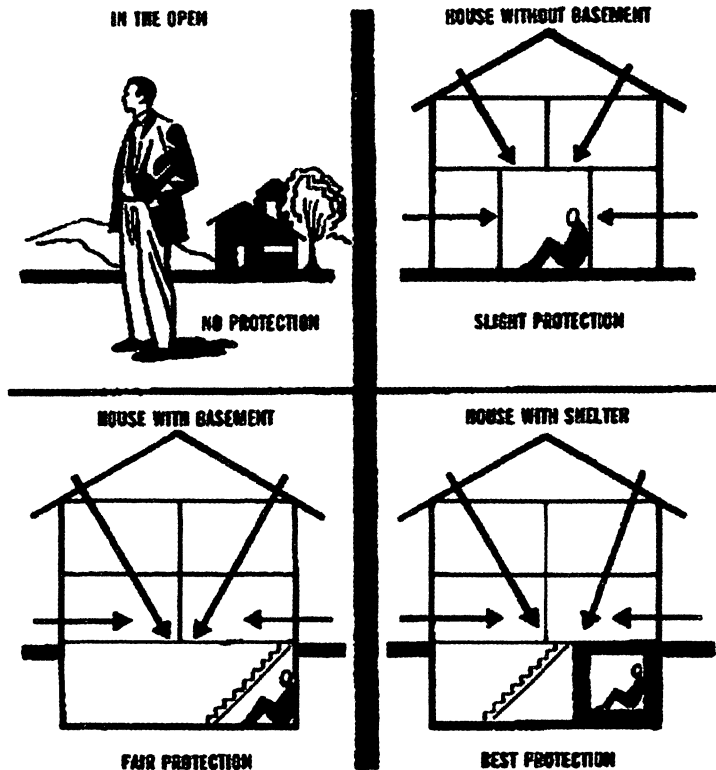 IN THE OPEN
NO PROTECTION
HOUSE WITHOUT BASEMENT
SLIGHT PROTECTION
HOUSE WITH BASEMENT
FAIR PROTECTION
HOUSE WITH SHELTER
BEST PROTECTION